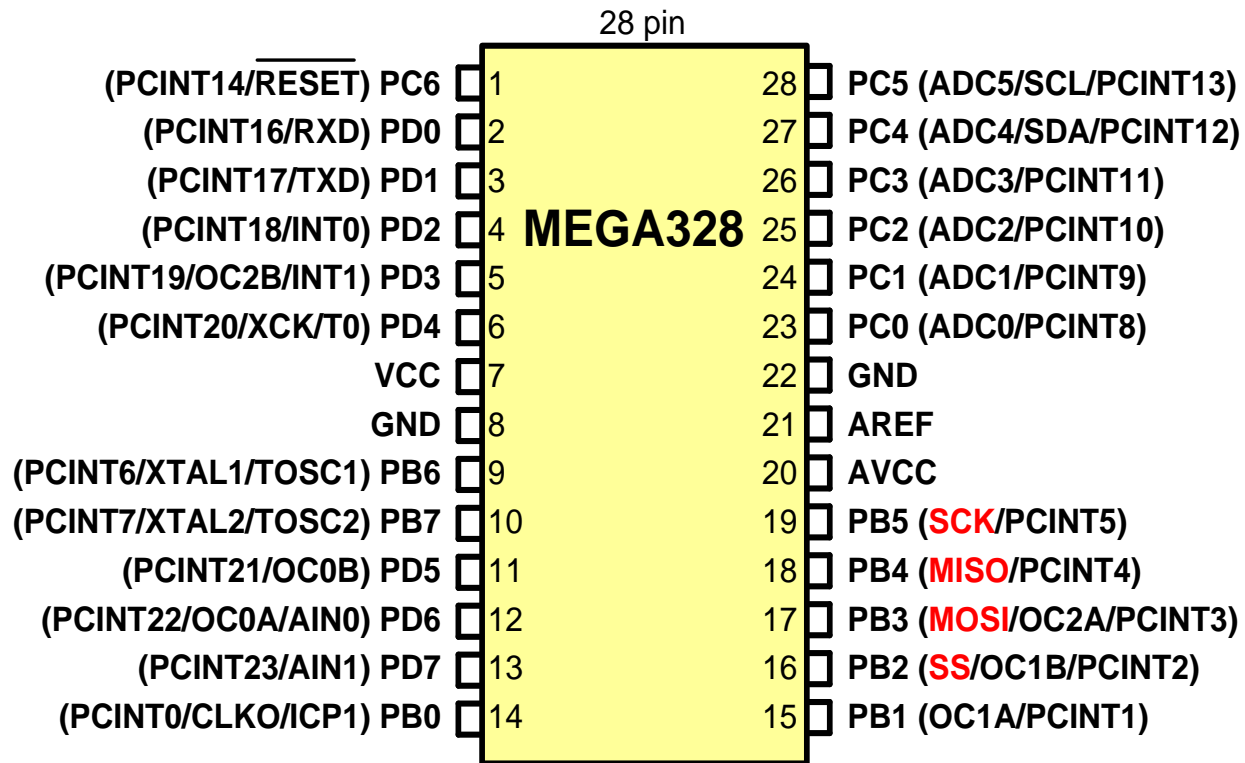 28 pin
(PCINT14/RESET) PC6 1 28 PC5 (ADC5/SCL/PCINT13)
(PCINT16/RXD) PD0 2 27 PC4 (ADC4/SDA/PCINT12)
(PCINT17/TXD) PD1 3 26 PC3 (ADC3/PCINT11)
(PCINT18/INT0) PD2 4 MEGA328 25 PC2 (ADC2/PCINT10)
(PCINT19/OC2B/INT1) PD3 5 24 PC1 (ADC1/PCINT9)
(PCINT20/XCK/T0) PD4 6 23 PC0 (ADC0/PCINT8)
VCC 7 22 GND
GND 8 21 AREF
(PCINT6/XTAL1/TOSC1) PB6 9 20 AVCC
(PCINT7/XTAL2/TOSC2) PB7 10 19 PB5 (SCK/PCINT5)
(PCINT21/OC0B) PD5 11 18 PB4 (MISO/PCINT4)
(PCINT22/OC0A/AIN0) PD6 12 17 PB3 (MOSI/OC2A/PCINT3)
(PCINT23/AIN1) PD7 13 16 PB2 (SS/OC1B/PCINT2)
(PCINT0/CLKO/ICP1) PB0 14 15 PB1 (OC1A/PCINT1)